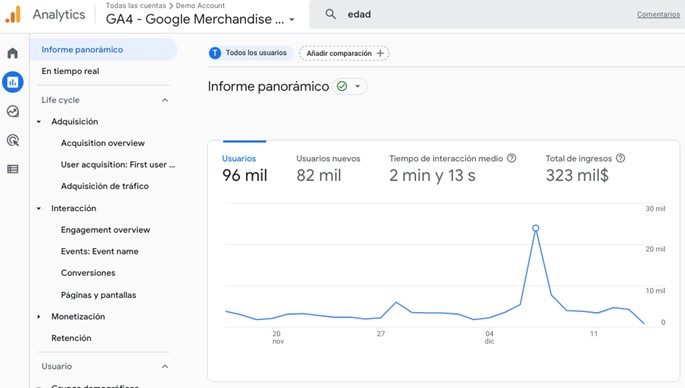 Analytics
Todas las cuentas > Demo Account
GA4 - Google Merchandise ...
edad
Comentarios
Informe panorámico
En tiempo real
Life cycle
Adquisición
Acquisition overview
User acquisition: First user ...
Adquisición de tráfico
Interacción
Engagement overview
Events: Event name
Conversiones
Páginas y pantallas
Monetización
Retención
Usuario
Grupos demográficos
T Todos los usuarios
Añadir comparación +
Informe panorámico
Usuarios
96 mil
Usuarios nuevos
82 mil
Tiempo de interacción medio
2 min y 13 s
Total de ingresos
323 mil$
30 mil
20 mil
10 mil
0
20
nov
27
04
dic
11